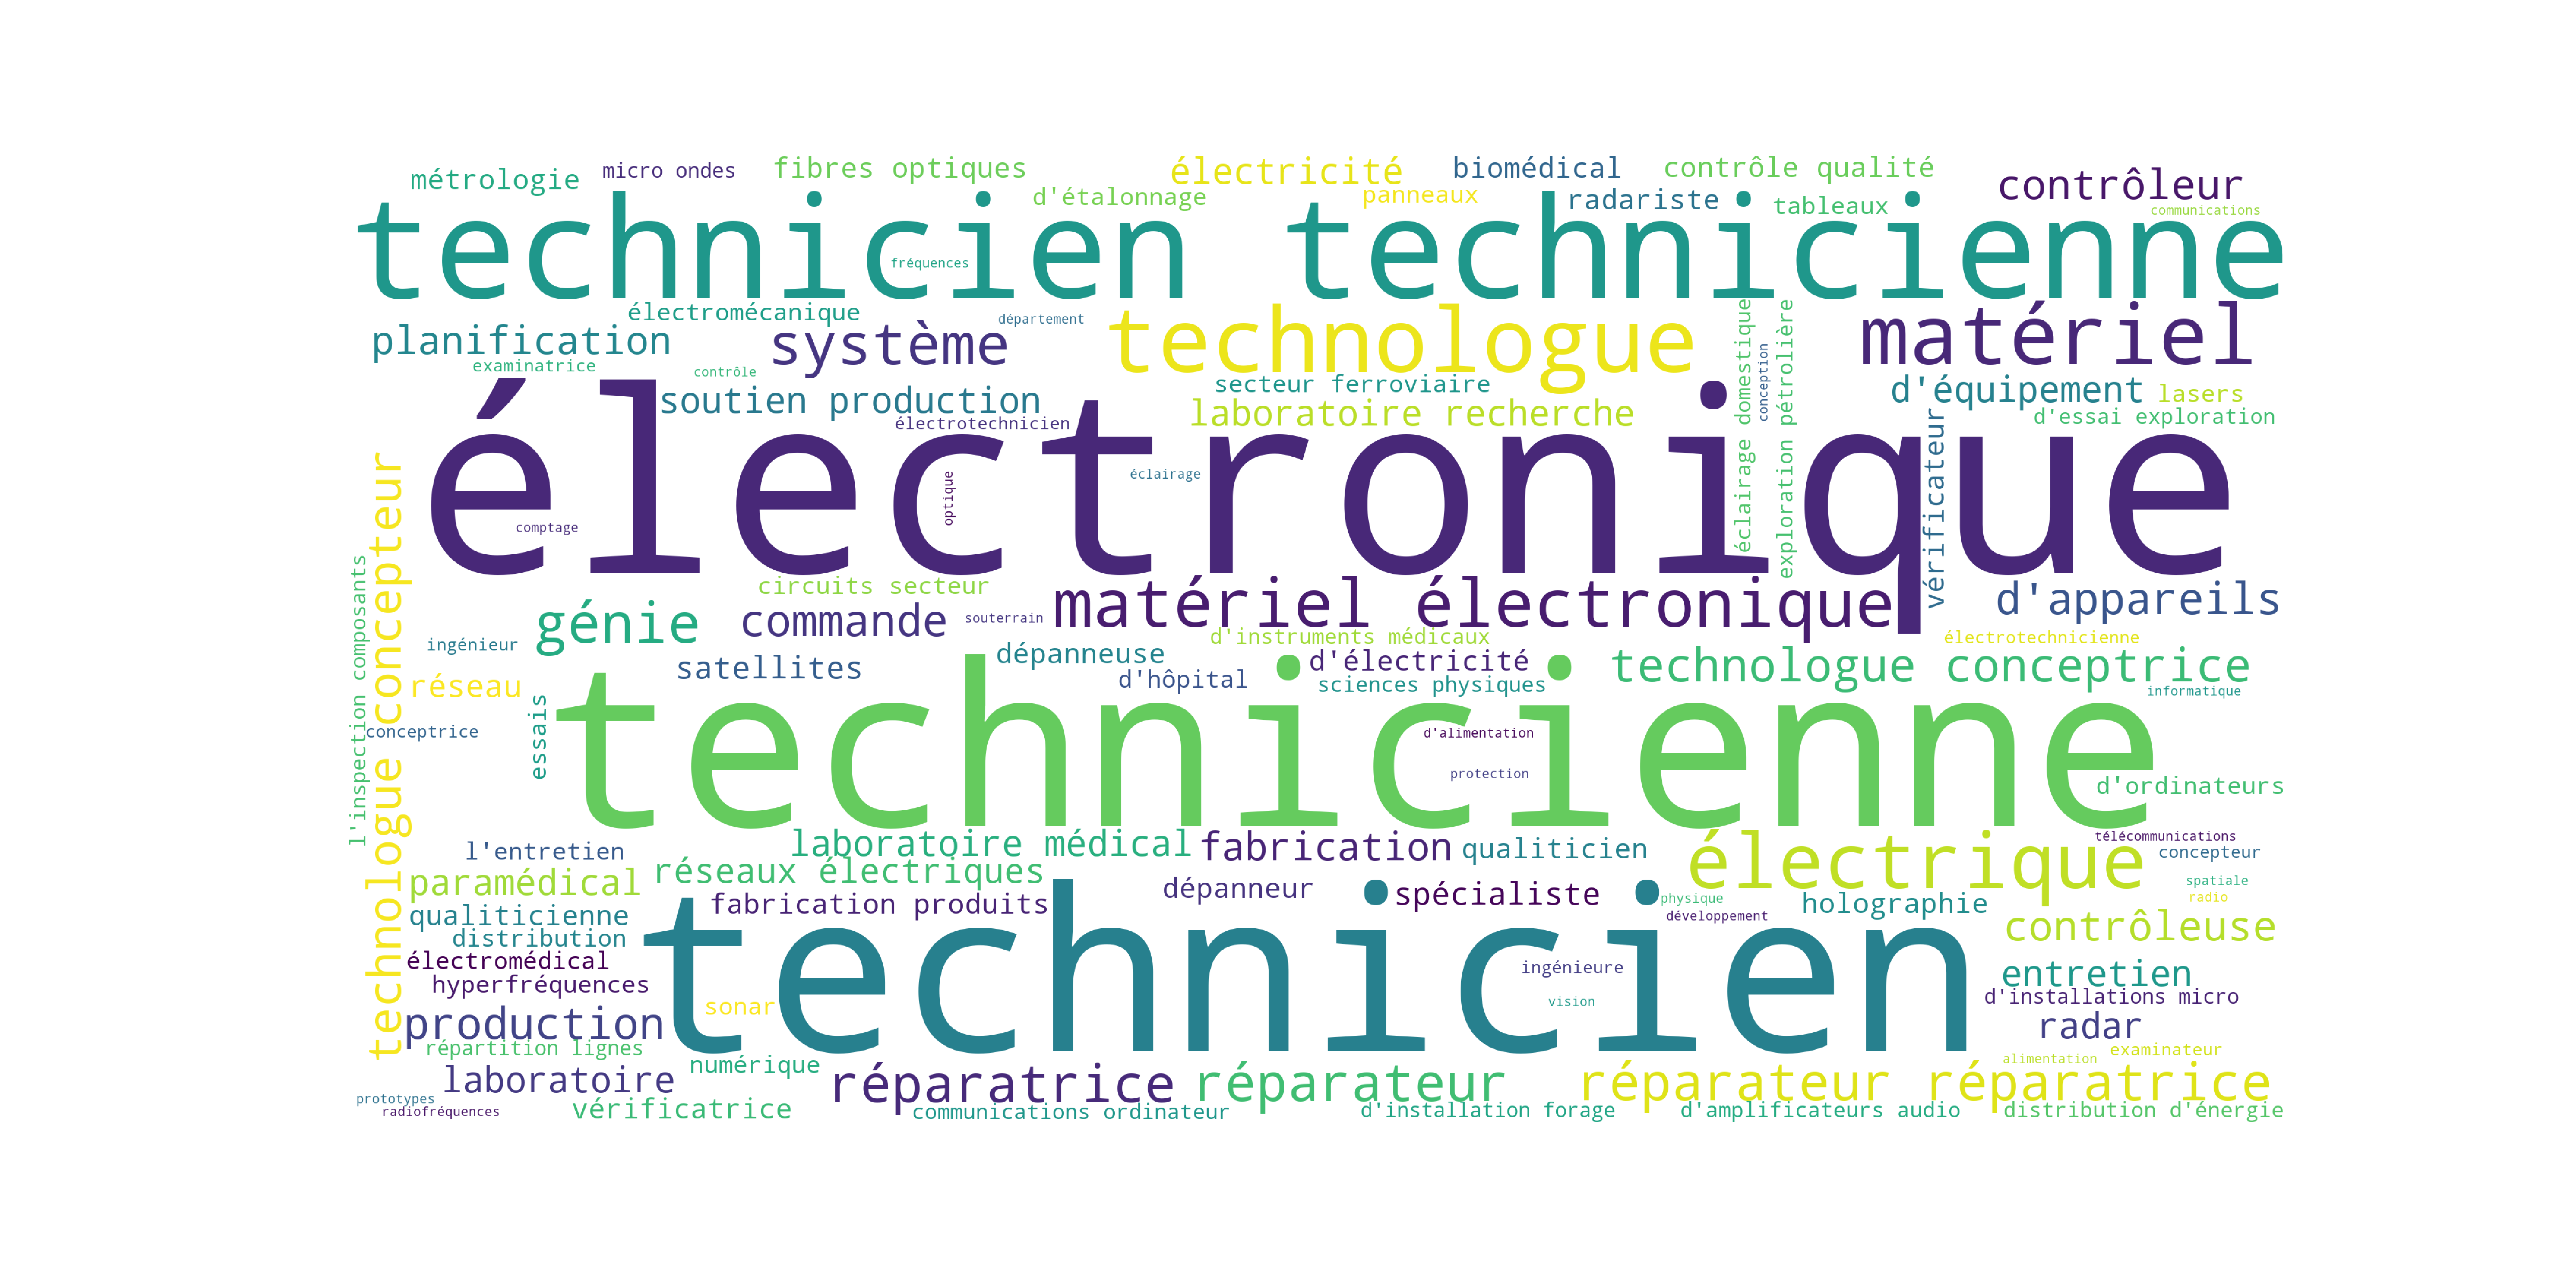 métrologie
micro ondes
fibres optiques
électricité
biomédical
contrôle qualité
contrôleur
d'étalonnage
panneaux
radariste
tableaux
communications
technicien technicienne
fréquences
électromécanique
département
planification
système
technologue
matériel
examinatrice
contrôle
secteur ferroviaire
éclairage domestique
conception
exploration pétrolière
d'équipement
lasers
soutien production
laboratoire recherche
d'essai exploration
électrotechnicien
vérificateur
électronique
optique
éclairage
comptage
technologue concepteur
l'inspection composants
circuits secteur
matériel électronique
d'appareils
génie
commande
souterrain
ingénieur
d'instruments médicaux
électrotechnicienne
satellites
dépanneuse
d'électricité
technologue conceptrice
d'hôpital
sciences physiques
réseau
informatique
essais
conceptrice
technicienne
d'alimentation
protection
d'ordinateurs
laboratoire médical
fabrication
qualiticien
électrique
télécommunications
concepteur
l'entretien
réseaux électriques
paramédical
dépanneur
spécialiste
spatiale
radio
physique
fabrication produits
développement
holographie
qualiticienne
contrôleuse
distribution
technicien
électromédical
hyperfréquences
ingénieure
entretien
d'installations micro
sonar
vision
production
radar
répartition lignes
numérique
alimentation
examinateur
laboratoire
réparatrice
réparateur
réparateur réparatrice
prototypes
radiofréquences
vérificatrice
communications ordinateur
d'installation forage
d'amplificateurs audio
distribution d'énergie